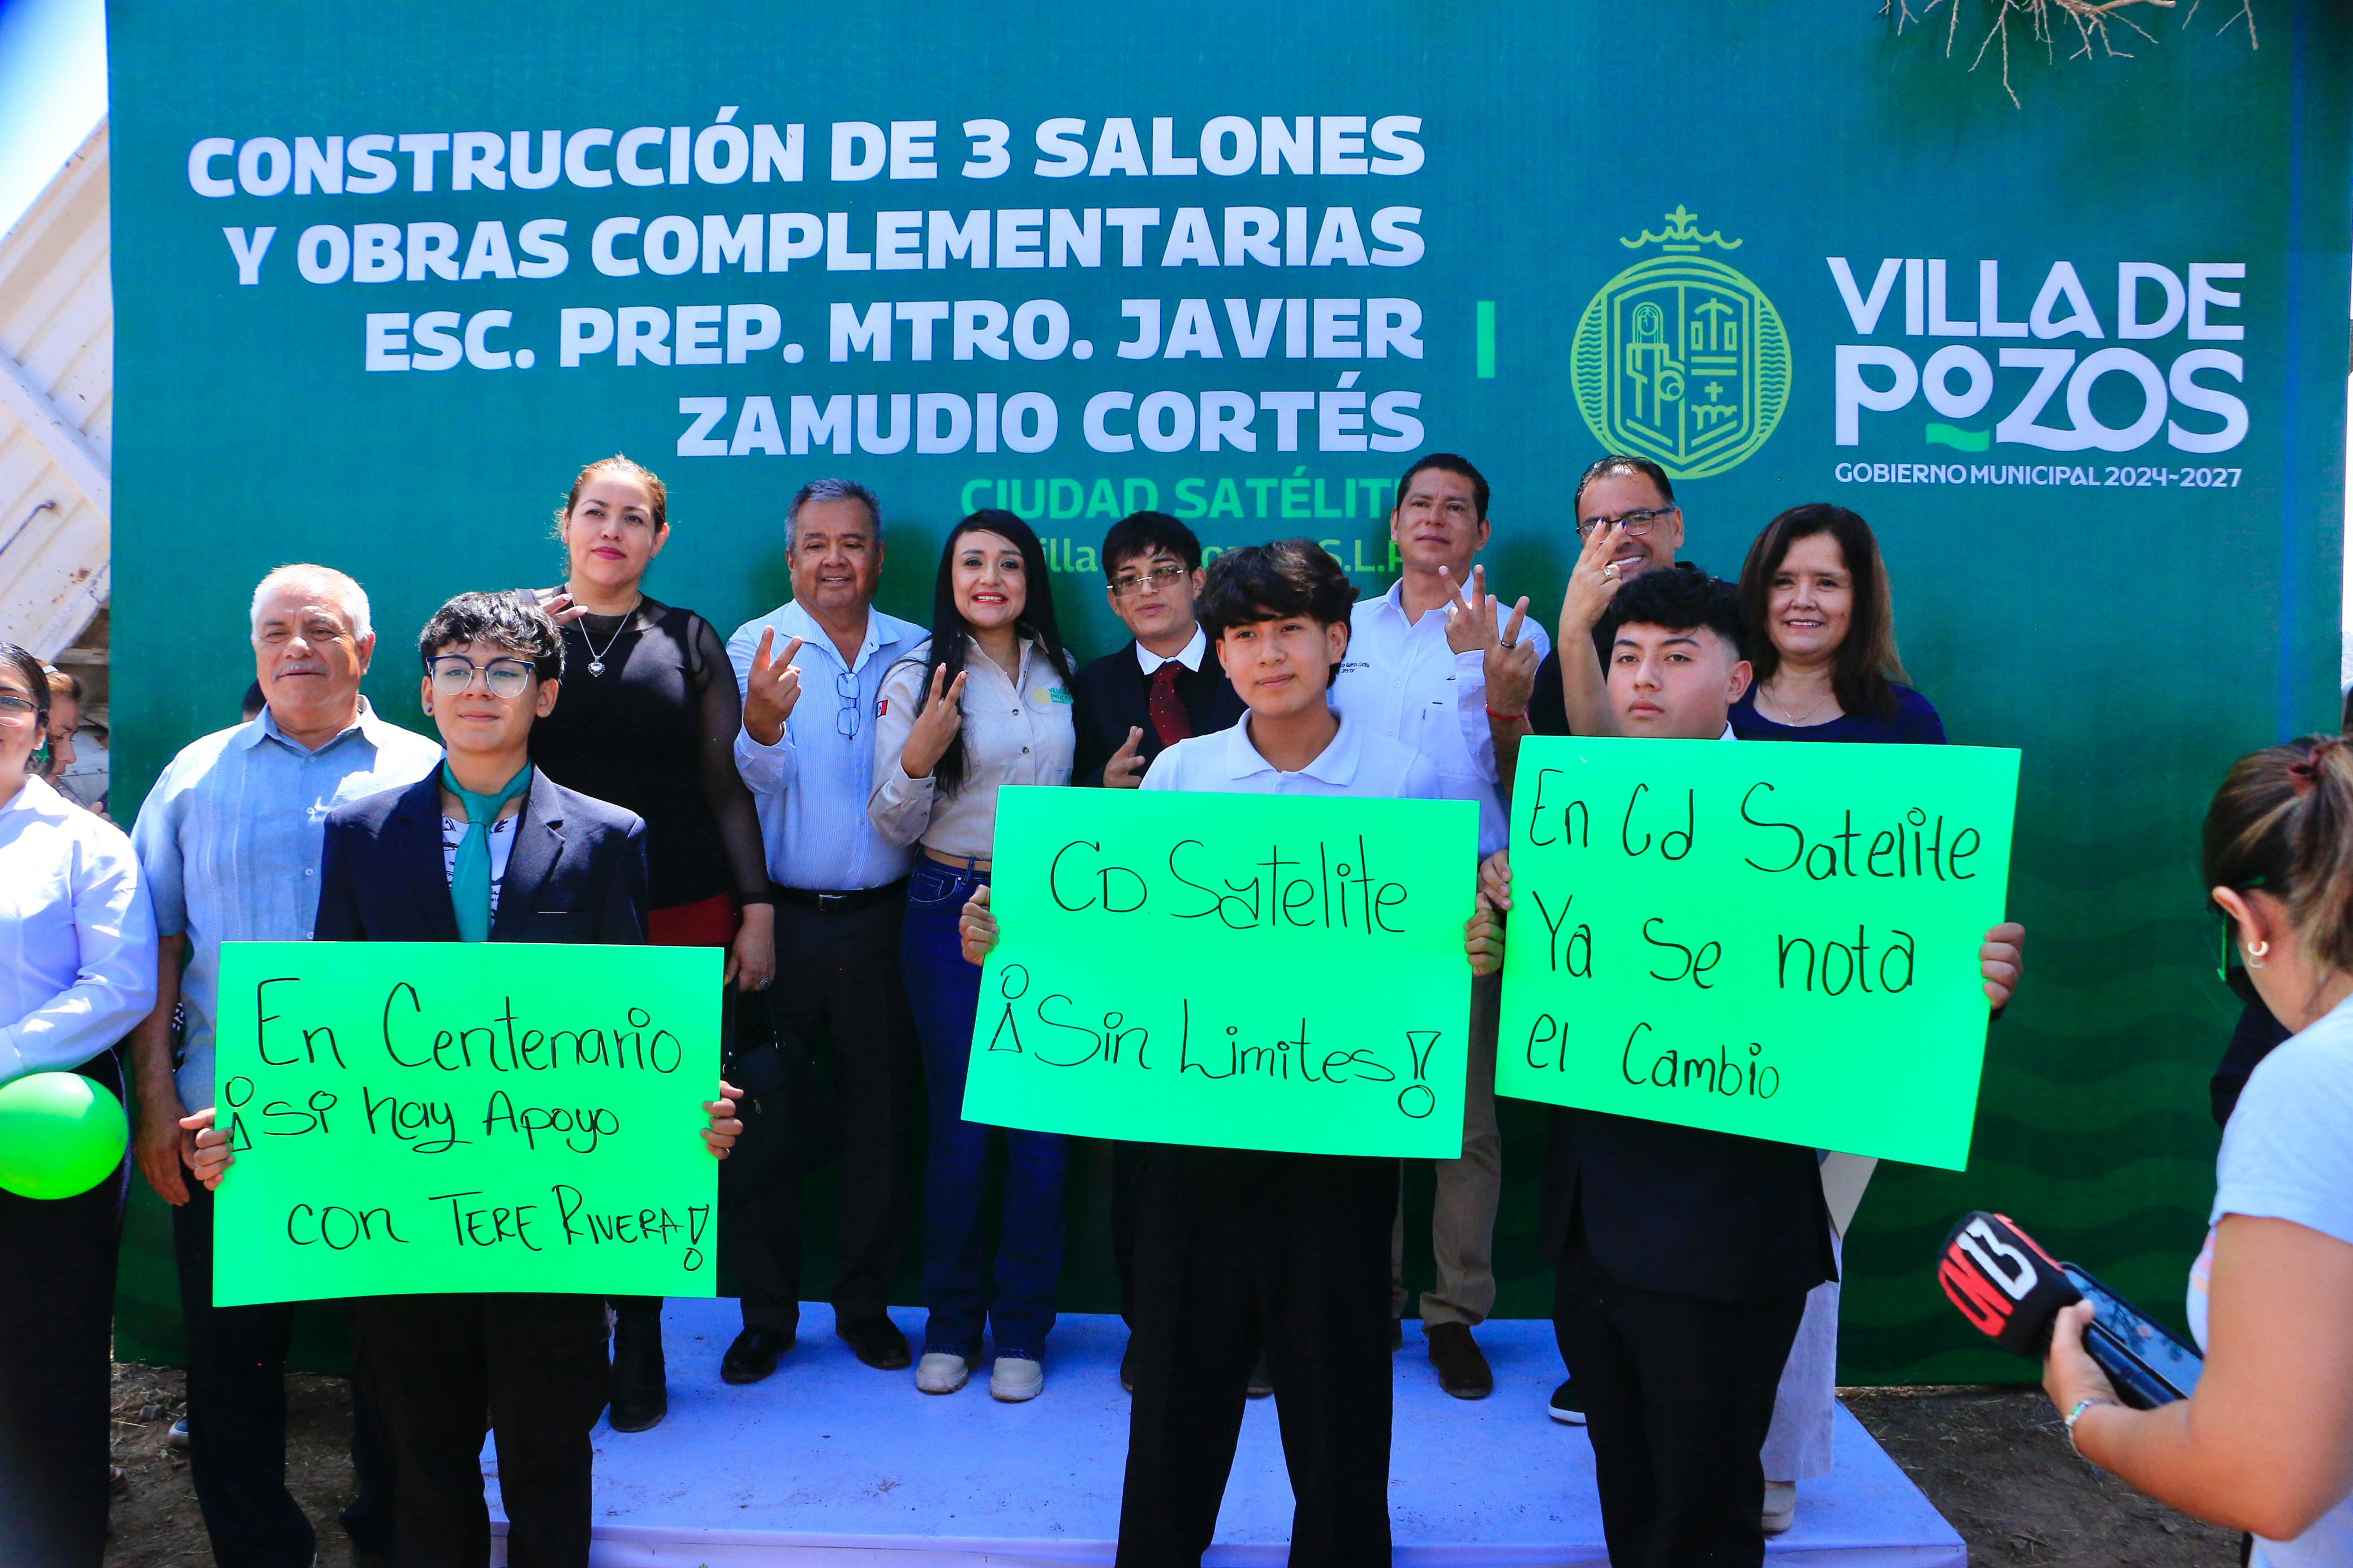 CONSTRUCCIÓN DE 3 SALONES
Y OBRAS COMPLEMENTARIAS
ESC. PREP. MTRO. JAVIER
ZAMUDIO CORTÉS
CIUDAD SATÉLITE
S.L.P.
VILLA DE
POZOS
GOBIERNO MUNICIPAL 2024-2027
En Centenario
¡Si hay Apoyo
con TERE RIVERA!
CD. Satelite
¡Sin Limites!
En Cd Satelite
Ya Se nota
el Cambio
CN13